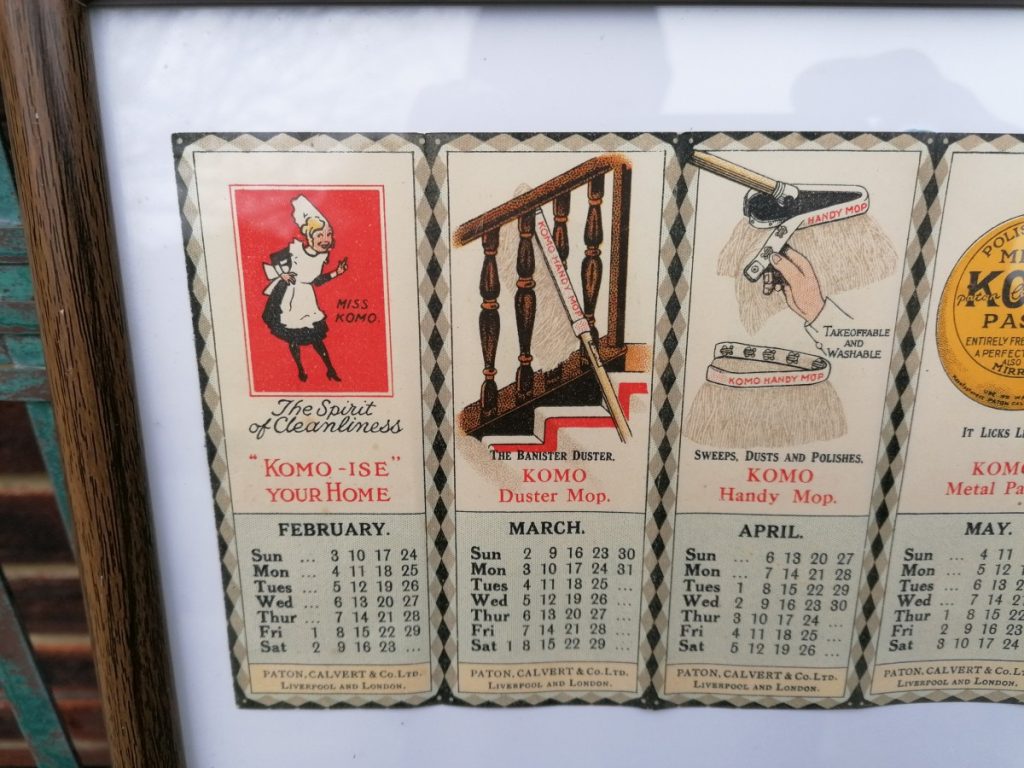 MISS
KOMO.
The Spirit
of Cleanliness
"KOMO-ISE"
YOUR HOME
FEBRUARY.
Sun ... 3 10 17 24
Mon ... 4 11 18 25
Tues ... 5 12 19 26
Wed ... 6 13 20 27
Thur ... 7 14 21 28
Fri 1 8 15 22 29
Sat 2 9 16 23 ...
PATON, CALVERT & CO. LTD.
LIVERPOOL AND LONDON.
KOMO HANDY MOP
THE BANISTER DUSTER.
KOMO
Duster Mop.
MARCH.
Sun 2 9 16 23 30
Mon 3 10 17 24 31
Tues 4 11 18 25 ...
Wed 5 12 19 26 ...
Thur 6 13 20 27 ...
Fri 7 14 21 28 ...
Sat 1 8 15 22 29 ...
PATON, CALVERT & CO. LTD.
LIVERPOOL AND LONDON.
HANDY MOP
TAKEOFFABLE
AND
WASHABLE
KOMO HANDY MOP
SWEEPS, DUSTS AND POLISHES.
KOMO
Handy Mop.
APRIL.
Sun ... 6 13 20 27
Mon ... 7 14 21 28
Tues 1 8 15 22 29
Wed 2 9 16 23 30
Thur 3 10 17 24 ...
Fri 4 11 18 25 ...
Sat 5 12 19 26 ...
PATON, CALVERT & CO. LTD.
LIVERPOOL AND LONDON.
POLIS
ME
KO
PAS
ENTIRELY FRE
A PERFECT
ALSO
MIRR
IT LICKS
KOMO
Metal Pa
MAY.
Sun ... 4 11
Mon ... 5 12
Tues ... 6 13
Wed ... 7 14
Thur 1 8 15 22
Fri 2 9 16 23
Sat 3 10 17 24
PATON, CALVERT & CO. LTD.
LIVERPOOL AND LONDON.